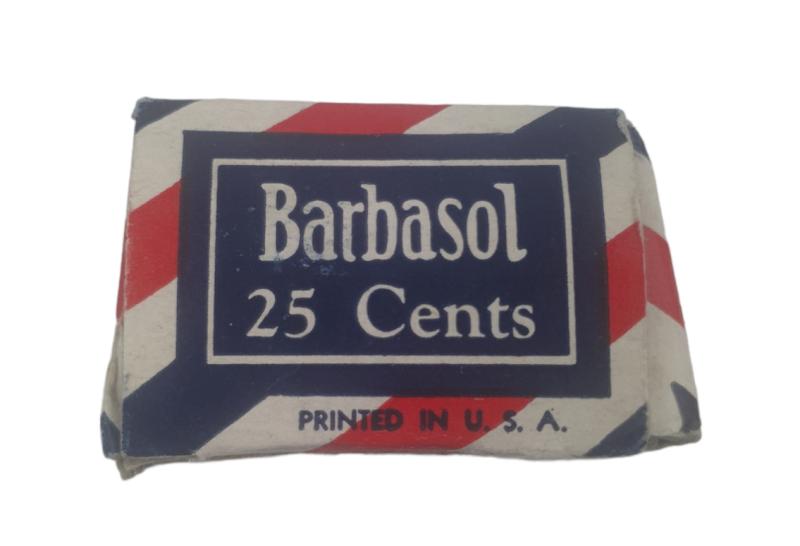 Barbasol
25 Cents
PRINTED IN U. S. A.